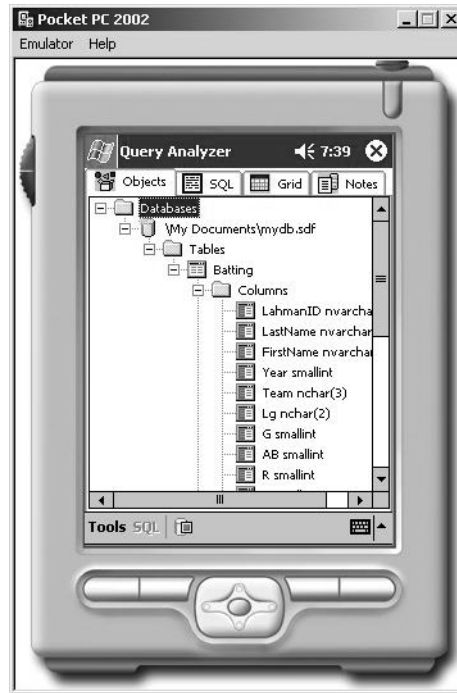 Pocket PC 2002
Emulator Help
Query Analyzer 7:39
Objects SQL Grid Notes
Databases
\My Documents\mydb.sdf
Tables
Batting
Columns
LahmanID nvarcha
LastName nvarchar
FirstName nvarchar
Year smallint
Team nchar(3)
Lg nchar(2)
G smallint
AB smallint
R smallint
Tools SQL